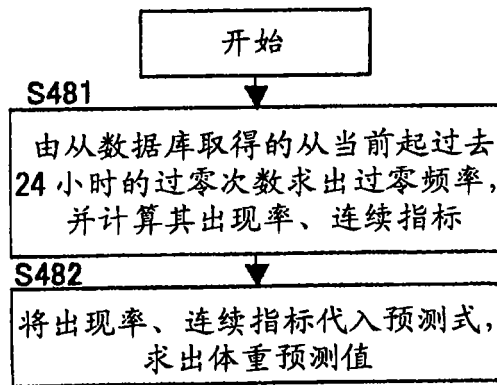 开始
S481
由从数据库取得的从当前起过去
24小时的过零次数求出过零频率，
并计算其出现率、连续指标
S482
将出现率、连续指标代入预测式，
求出体重预测值